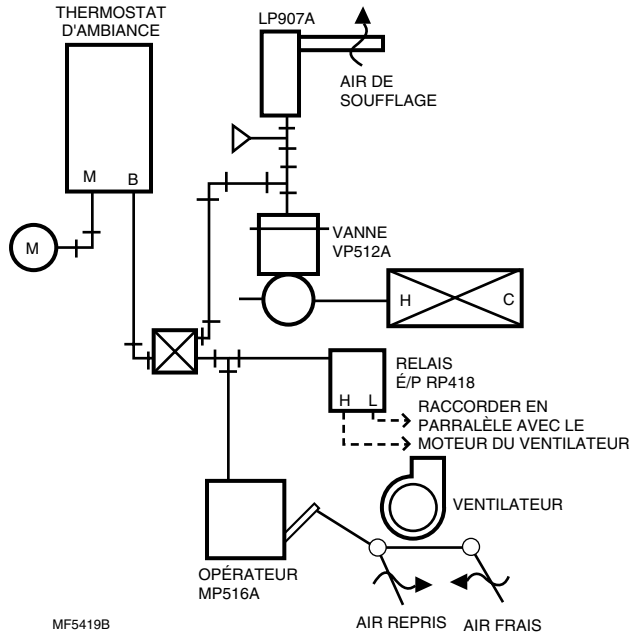 THERMOSTAT
D'AMBIANCE
LP907A
AIR DE
SOUFFLAGE
M
B
M
VANNE
VP512A
H
C
RELAIS
É/P RP418
H
L
RACCORDER EN
PARRALÈLE AVEC LE
MOTEUR DU VENTILATEUR
VENTILATEUR
OPÉRATEUR
MP516A
AIR REPRIS
AIR FRAIS
MF5419B